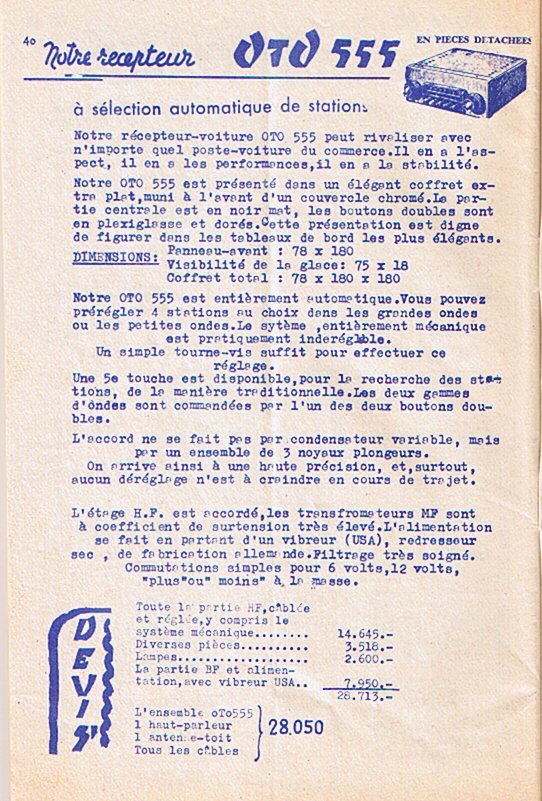 40
Notre recepteur OTO 555 EN PIECES DETACHEES
à sélection automatique de stations
Notre récepteur-voiture OTO 555 peut rivaliser avec
n'importe quel poste-voiture du commerce.Il en a l'as-
pect, il en a les performances,il en a la stabilité.
Notre OTO 555 est présenté dans un élégant coffret ex-
tra plat,muni à l'avant d'un couvercle chromé.La par-
tie centrale est en noir mat, les boutons doubles sont
en plexiglasse et dorés.Cette présentation est digne
de figurer dans les tableaux de bord les plus élégants.
DIMENSIONS: Panneau-avant : 78 x 180
Visibilité de la glace: 75 x 18
Coffret total : 78 x 180 x 180
Notre OTO 555 est entièrement automatique.Vous pouvez
prérégler 4 stations au choix dans les grandes ondes
ou les petites ondes.Le sytème ,entièrement mécanique
est pratiquement inderéglable.
Un simple tourne-vis suffit pour effectuer ce
réglage.
Une 5e touche est disponible,pour la recherche des sta-
tions, de la manière traditionnelle.Les deux gammes
d'ôndes sont commandées par l'un des deux boutons dou-
bles.
L'accord ne se fait pas par condensateur variable, mais
par un ensemble de 3 noyaux plongeurs.
On arrive ainsi à une haute précision, et,surtout,
aucun déréglage n'est à craindre en cours de trajet.
L'étage H.F. est accordé,les transfromateurs MF sont
à coefficient de surtension très élevé.L'alimentation
se fait en partant d'un vibreur (USA), redresseur
sec , de fabrication allemande.Filtrage très soigné.
Commutations simples pour 6 volts,12 volts,
"plus"ou" moins" à la masse.
DEVIS
Toute la partie HF,câblée
et réglée,y compris le
système mécanique........ 14.645.-
Diverses pièces.......... 3.518.-
Lampes................... 2.600.-
La partie BF et alimen-
tation,avec vibreur USA.. 7.950.-
28.713.-
L'ensemble oTo555
1 haut-parleur
1 antenne-toit
Tous les câbles
28.050